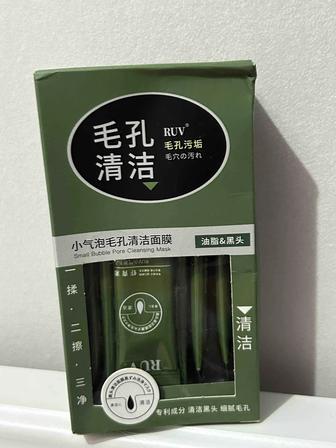 毛孔
清洁
RUV®
毛孔污垢
毛穴の汚れ
小气泡毛孔清洁面膜
Small Bubble Pore Cleansing Mask
油脂&黑头
一揉·二擦·三净
清洁
RUV
清洁
专利成分 清洁黑头 细腻毛孔